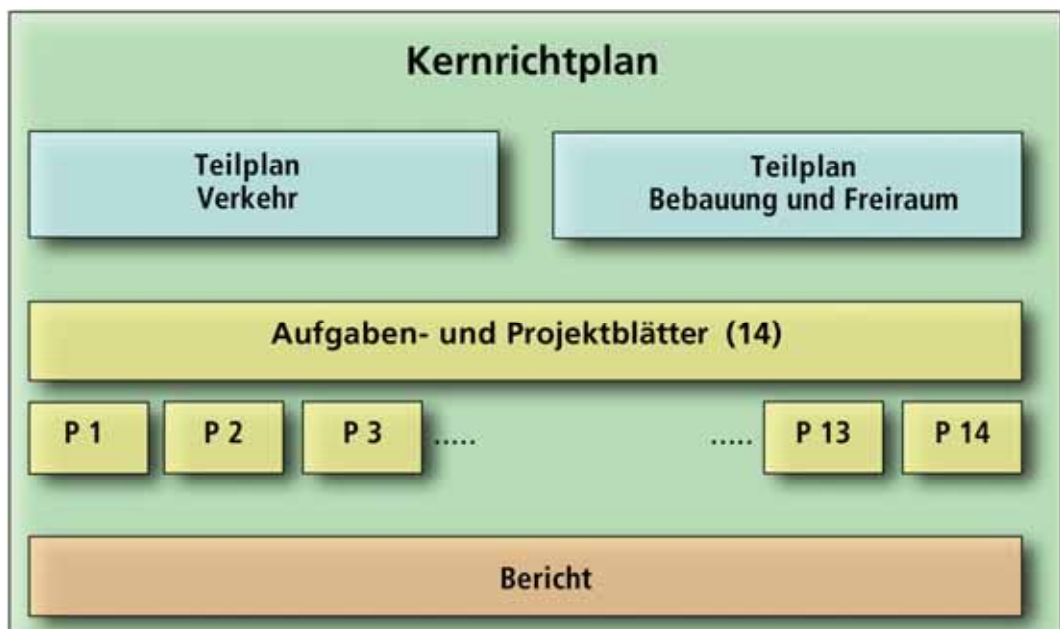 Kernrichtplan
Teilplan
Verkehr
Teilplan
Bebauung und Freiraum
Aufgaben- und Projektblätter (14)
P 1
P 2
P 3
.....
.....
P 13
P 14
Bericht